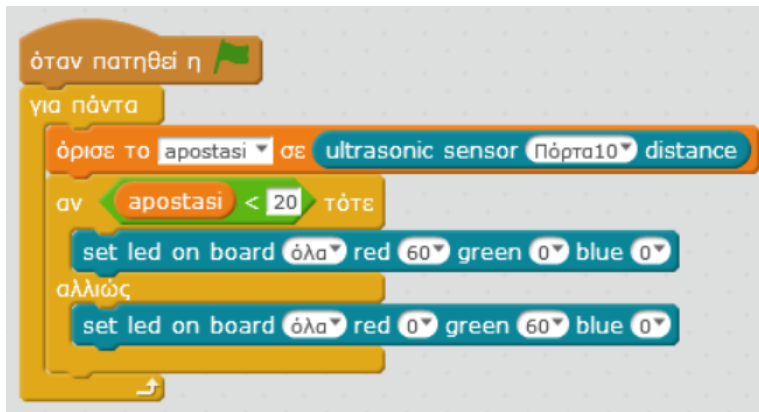 όταν πατηθεί η
για πάντα
όρισε το apostasi σε ultrasonic sensor Πόρτα10 distance
αν apostasi < 20 τότε
set led on board όλα red 60 green 0 blue 0
αλλιώς
set led on board όλα red 0 green 60 blue 0